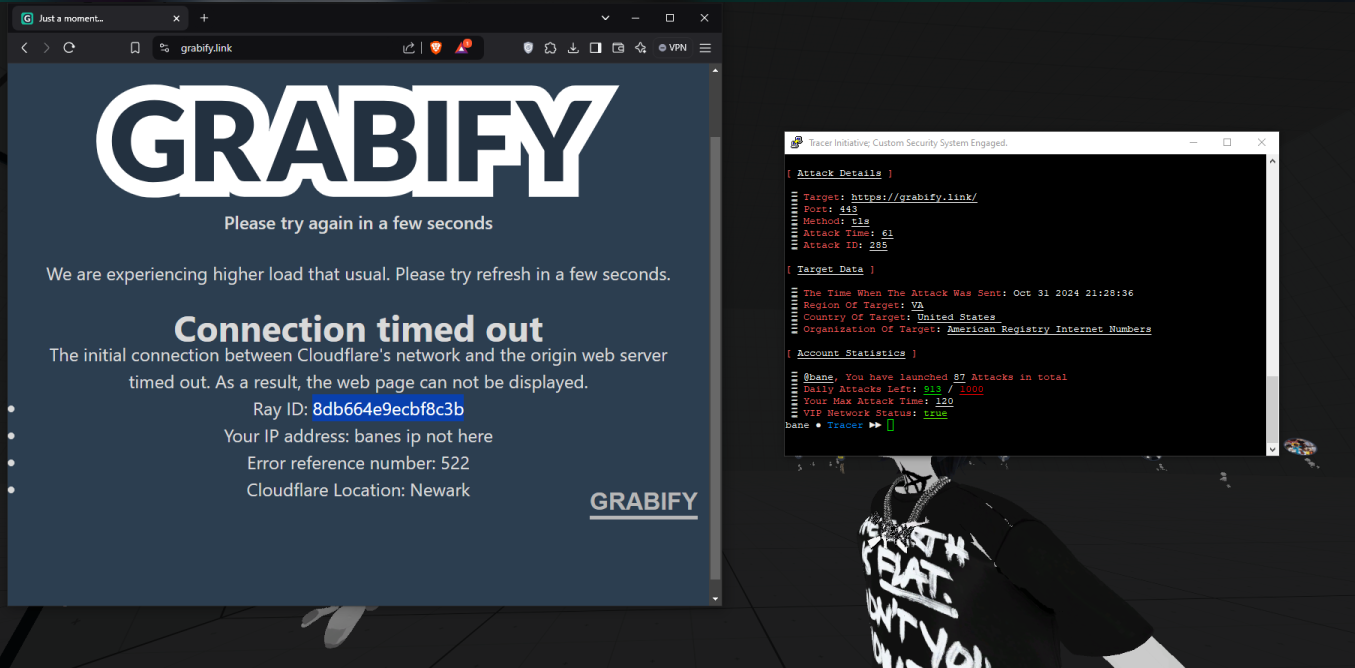 Just a moment...
grabify.link
VPN
GRABIFY
Please try again in a few seconds
We are experiencing higher load that usual. Please try refresh in a few seconds.
Connection timed out
The initial connection between Cloudflare's network and the origin web server
timed out. As a result, the web page can not be displayed.
Ray ID: 8db664e9ecbf8c3b
Your IP address: banes ip not here
Error reference number: 522
Cloudflare Location: Newark
GRABIFY
Tracer Initiative; Custom Security System Engaged.
[ Attack Details ]
Target: https://grabify.link/
Port: 443
Method: tls
Attack Time: 61
Attack ID: 285
[ Target Data ]
The Time When The Attack Was Sent: Oct 31 2024 21:28:36
Region Of Target: VA
Country Of Target: United States
Organization Of Target: American Registry Internet Numbers
[ Account Statistics ]
@bane, You have launched 87 Attacks in total
Daily Attacks Left: 913 / 1000
Your Max Attack Time: 120
VIP Network Status: true
bane ● Tracer ▶▶
FLAT.